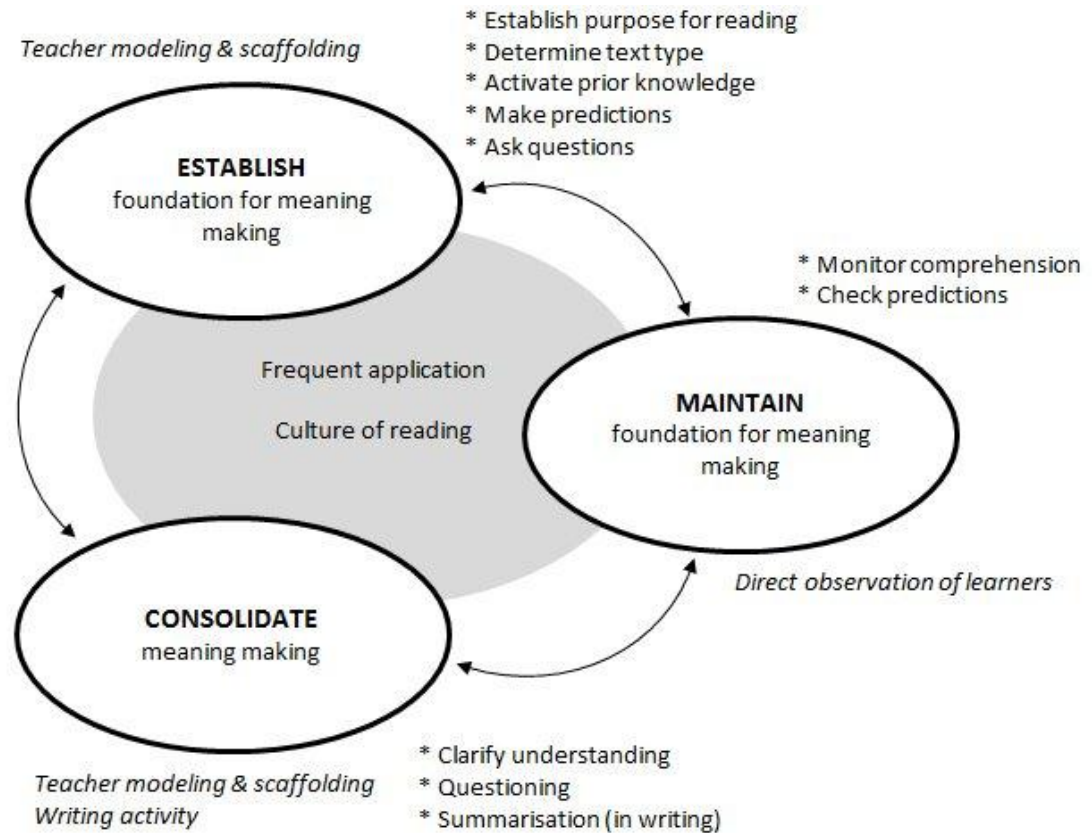 Teacher modeling & scaffolding
* Establish purpose for reading
* Determine text type
* Activate prior knowledge
* Make predictions
* Ask questions
ESTABLISH
foundation for meaning
making
* Monitor comprehension
* Check predictions
Frequent application
Culture of reading
MAINTAIN
foundation for meaning
making
Direct observation of learners
CONSOLIDATE
meaning making
Teacher modeling & scaffolding
Writing activity
* Clarify understanding
* Questioning
* Summarisation (in writing)